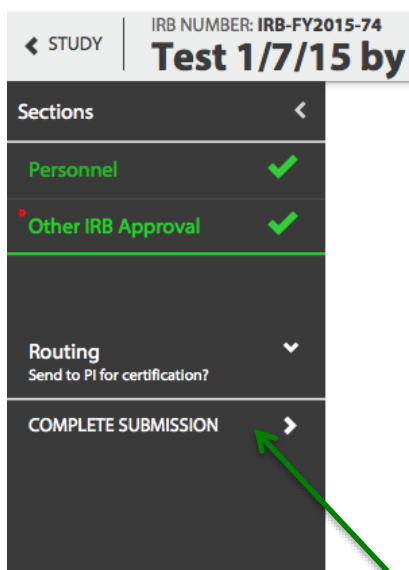 STUDY
IRB NUMBER: IRB-FY2015-74
Test 1/7/15 by
Sections
Personnel
* Other IRB Approval
Routing
Send to PI for certification?
COMPLETE SUBMISSION